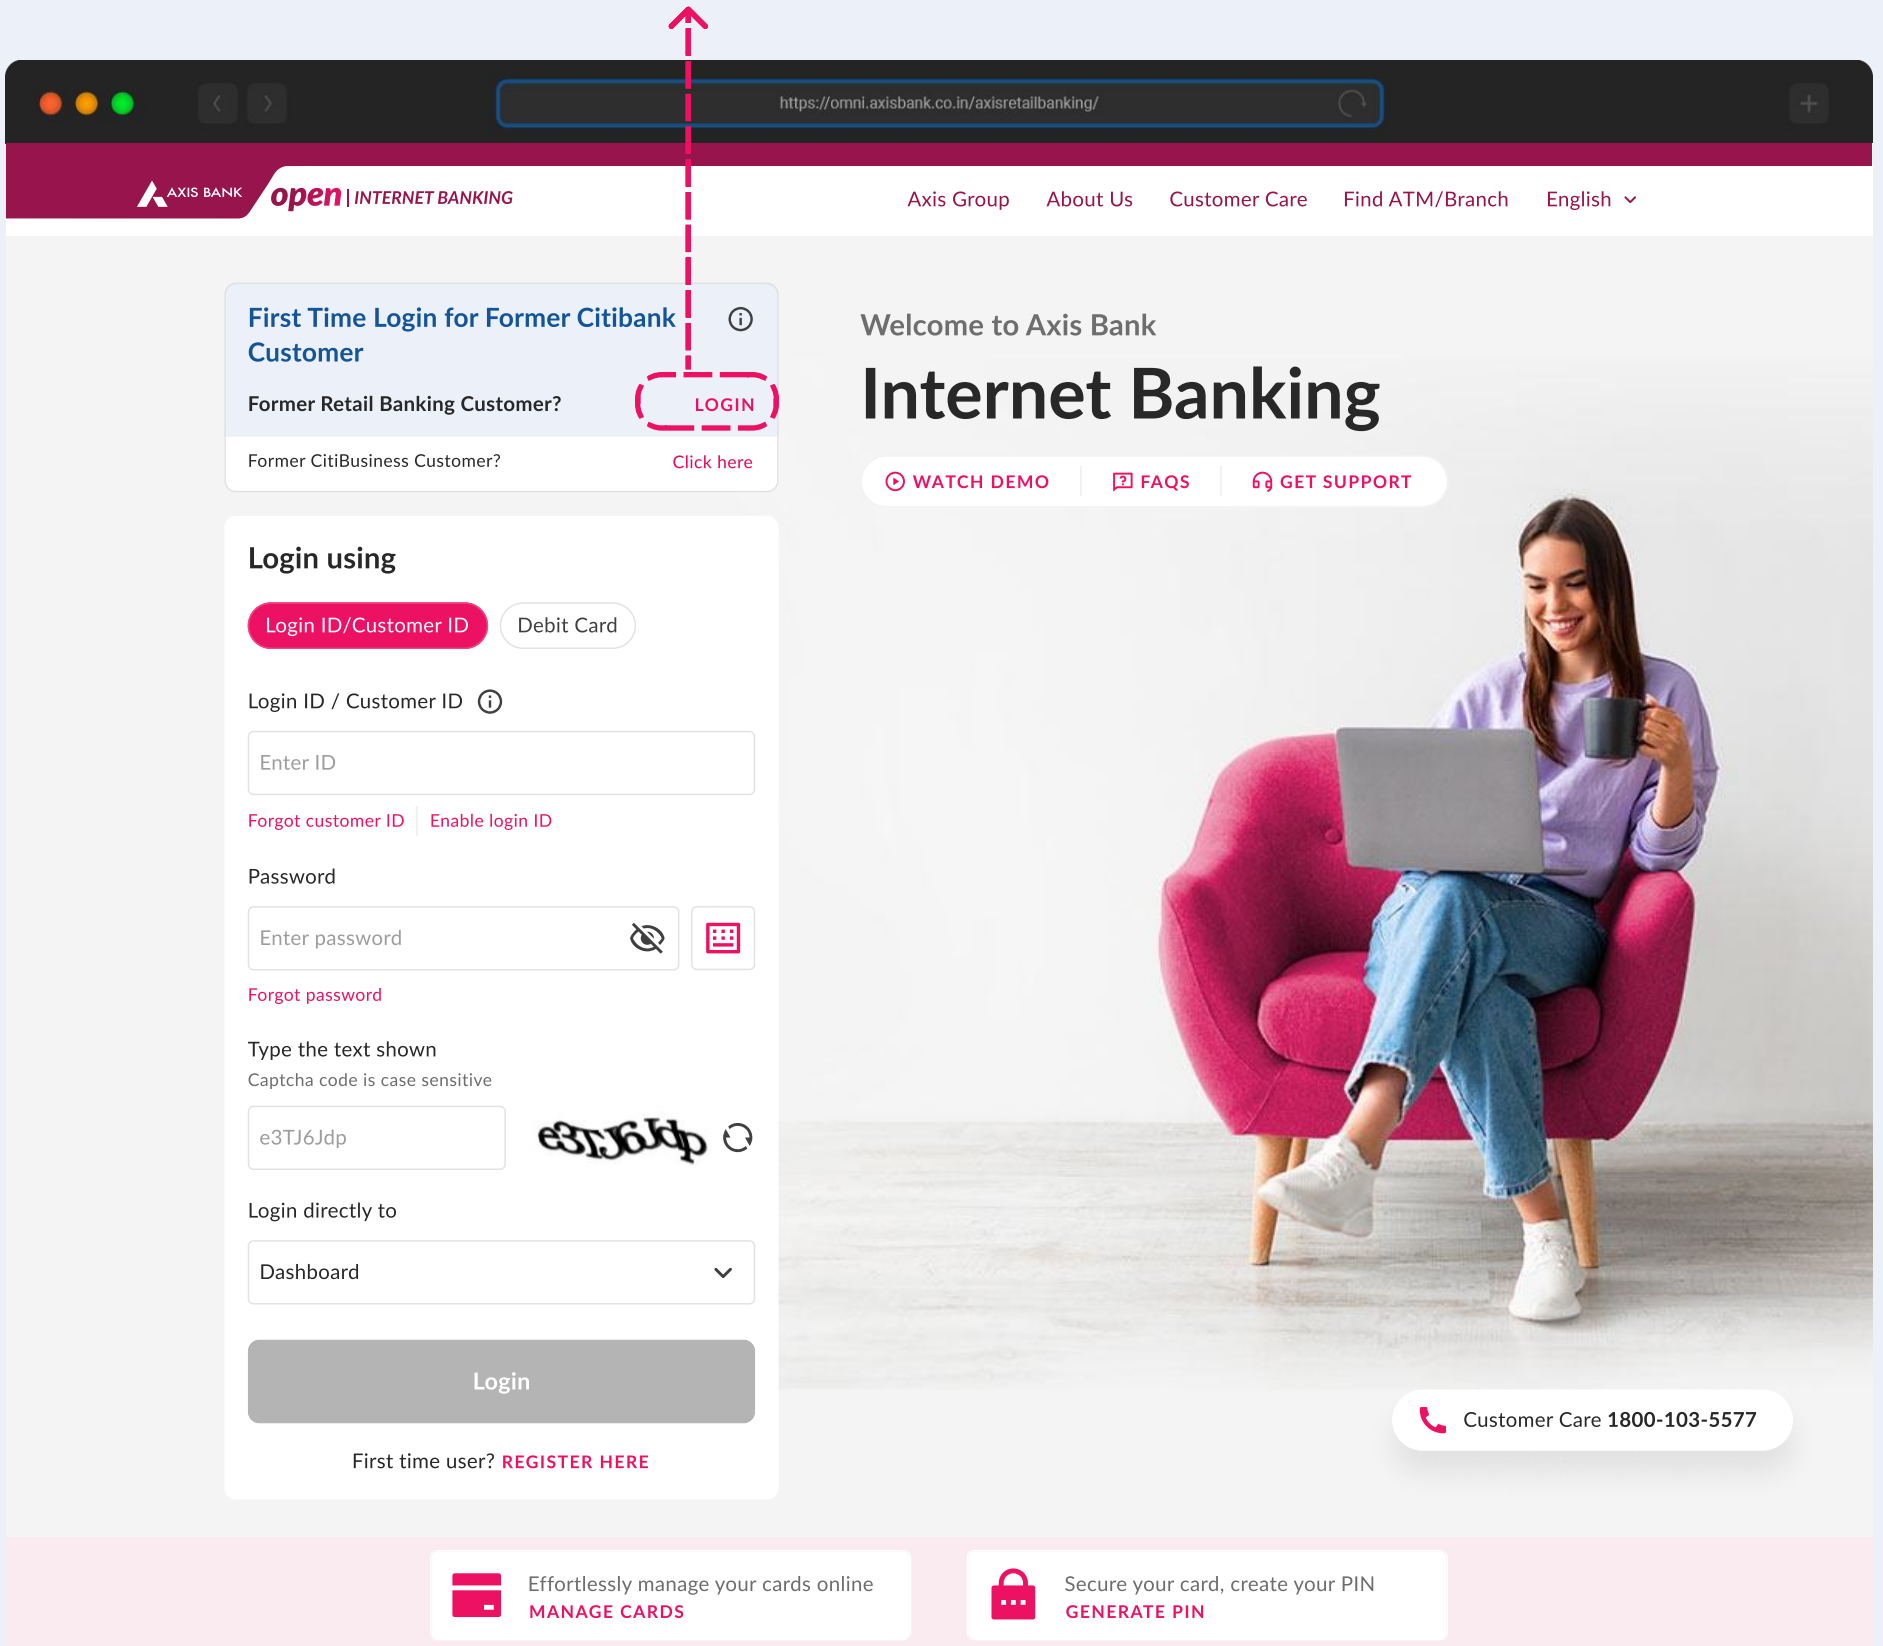 https://omni.axisbank.co.in/axisretailbanking/
AXIS BANK
open | INTERNET BANKING
Axis Group
About Us
Customer Care
Find ATM/Branch
English
First Time Login for Former Citibank
Customer
Former Retail Banking Customer?
LOGIN
Former CitiBusiness Customer?
Click here
Welcome to Axis Bank
Internet Banking
WATCH DEMO
FAQS
GET SUPPORT
Login using
Login ID/Customer ID
Debit Card
Login ID / Customer ID
Enter ID
Forgot customer ID
Enable login ID
Password
Enter password
Forgot password
Type the text shown
Captcha code is case sensitive
e3TJ6Jdp
e3TJ6Jdp
Login directly to
Dashboard
Login
First time user? REGISTER HERE
Customer Care 1800-103-5577
Effortlessly manage your cards online
MANAGE CARDS
Secure your card, create your PIN
GENERATE PIN